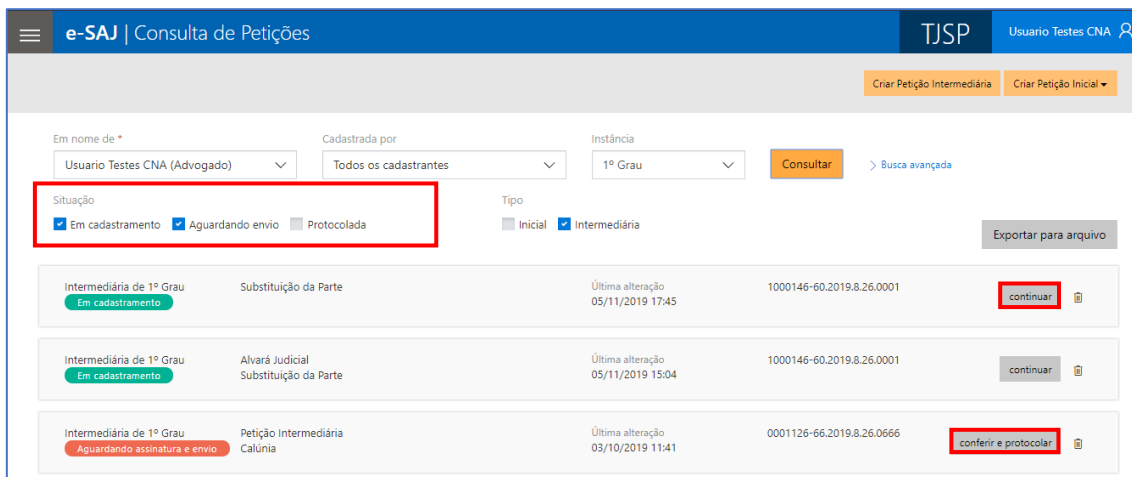 e-SAJ | Consulta de Petições
TJSP
Usuario Testes CNA
Criar Petição Intermediária
Criar Petição Inicial
Em nome de *
Cadastrada por
Instância
Usuario Testes CNA (Advogado)
Todos os cadastrantes
1º Grau
Consultar
Busca avançada
Situação
Tipo
Em cadastramento
Aguardando envio
Protocolada
Inicial
Intermediária
Exportar para arquivo
Intermediária de 1º Grau
Em cadastramento
Substituição da Parte
Última alteração
05/11/2019 17:45
1000146-60.2019.8.26.0001
continuar
Intermediária de 1º Grau
Em cadastramento
Alvará Judicial
Substituição da Parte
Última alteração
05/11/2019 15:04
1000146-60.2019.8.26.0001
continuar
Intermediária de 1º Grau
Aguardando assinatura e envio
Petição Intermediária
Calúnia
Última alteração
03/10/2019 11:41
0001126-66.2019.8.26.0666
conferir e protocolar